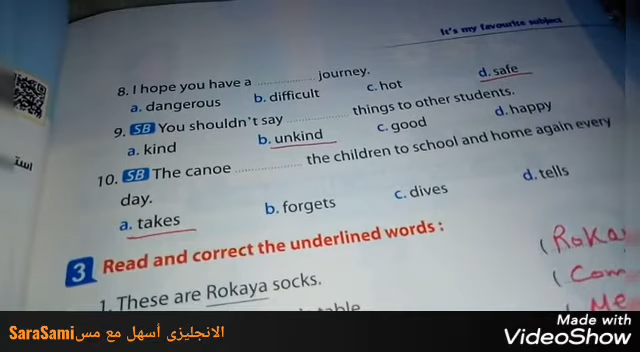 It's my favourite subject
8. I hope you have a ............... journey.
a. dangerous b. difficult c. hot d. safe
9. SB You shouldn't say ............... things to other students.
a. kind b. unkind c. good d. happy
10. SB The canoe ............... the children to school and home again every
day.
a. takes b. forgets c. dives d. tells
3 Read and correct the underlined words :
(Roka
1. These are Rokaya socks.
( Com
( Me
الانجليزى أسهل مع مس SaraSami
Made with
VideoShow